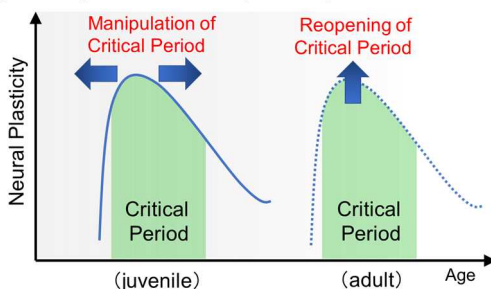 Manipulation of
Critical Period
Reopening of
Critical Period
Neural Plasticity
Critical
Period
Critical
Period
(juvenile)
(adult)
Age